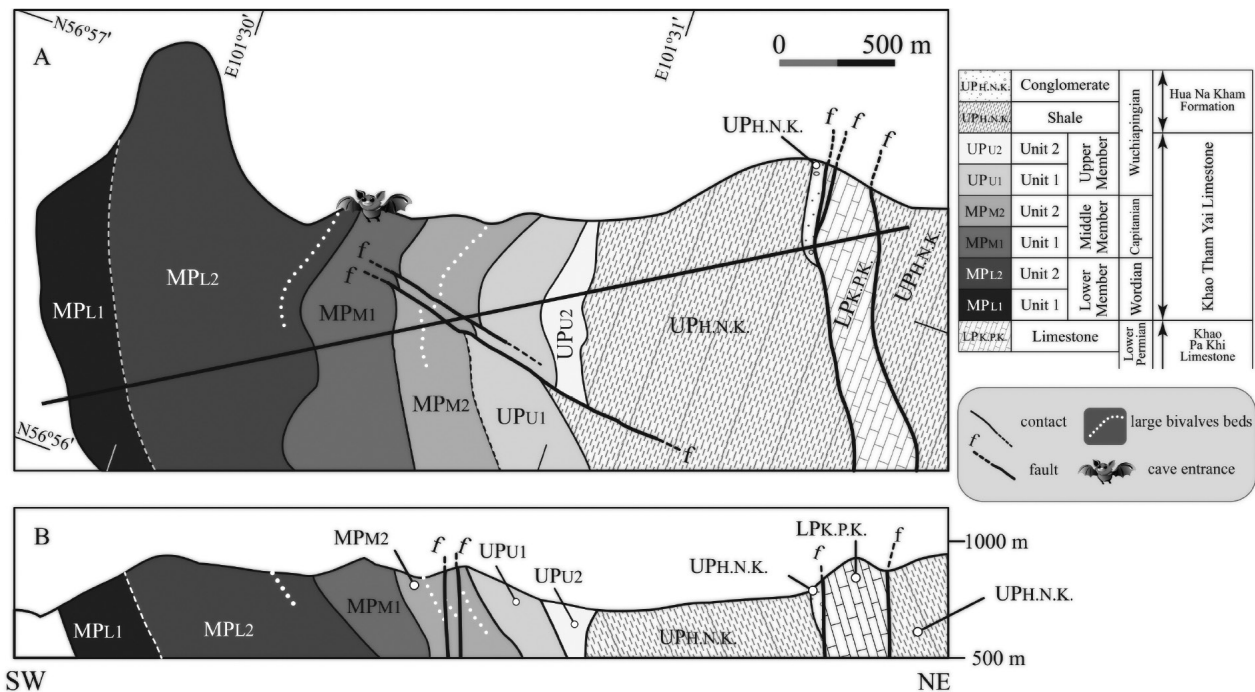 N56°57'
E101°30'
E101°31'
A
0 500 m
MPL1
MPL2
MPM1
MPM2
UPU1
UPU2
UPH.N.K.
UPH.N.K.
LPK.P.K.
UPH.N.K
f
f
f
f
f
f
f
N56°56'
UPH.N.K. Conglomerate
UPH.N.K. Shale
UPU2 Unit 2
UPU1 Unit 1
MPM2 Unit 2
MPM1 Unit 1
MPL2 Unit 2
MPL1 Unit 1
LPK.P.K. Limestone
Upper
Member
Middle
Member
Lower
Member
Wuchiapingian
Capitanian
Wordian
Lower
Permian
Hua Na Kham
Formation
Khao Tham Yai Limestone
Khao
Pa Khi
Limestone
contact
large bivalves beds
f
fault
cave entrance
B
MPL1
MPL2
MPM1
MPM2
f
f
UPU1
UPU2
UPH.N.K.
UPH.N.K.
f
LPK.P.K.
f
UPH.N.K.
1000 m
500 m
SW
NE